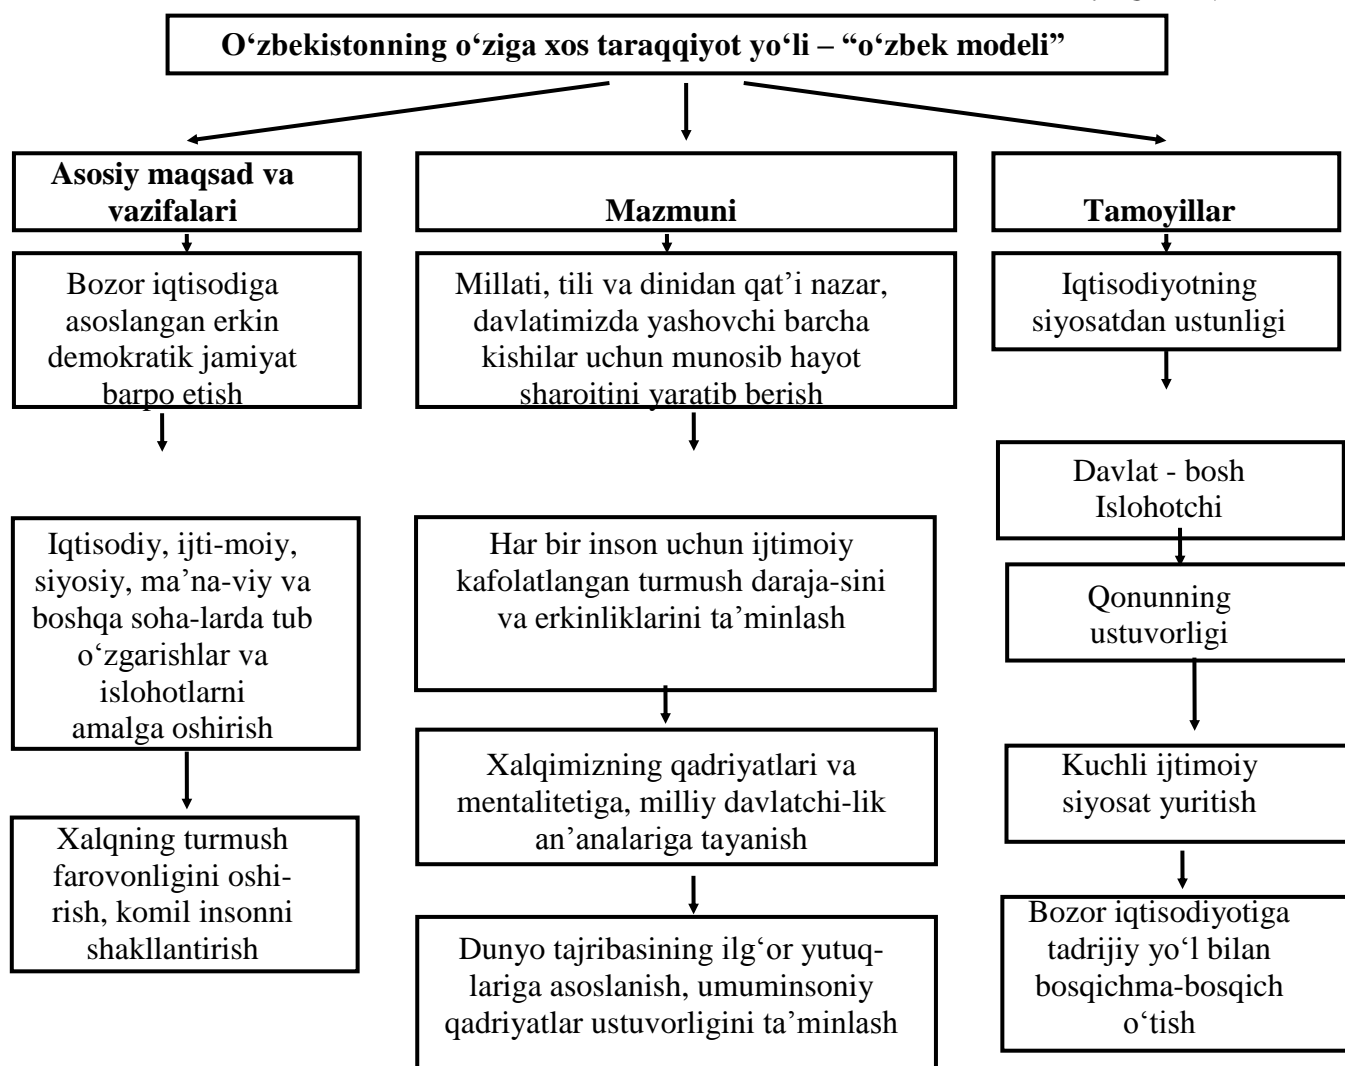 O‘zbekistonning o‘ziga xos taraqqiyot yo‘li – “o‘zbek modeli”
Asosiy maqsad va
vazifalari
Bozor iqtisodiga
asoslangan erkin
demokratik jamiyat
barpo etish
Iqtisodiy, ijti-moiy,
siyosiy, ma’na-viy va
boshqa soha-larda tub
o‘zgarishlar va
islohotlarni
amalga oshirish
Xalqning turmush
farovonligini oshi-
rish, komil insonni
shakllantirish
Mazmuni
Millati, tili va dinidan qat’i nazar,
davlatimizda yashovchi barcha
kishilar uchun munosib hayot
sharoitini yaratib berish
Har bir inson uchun ijtimoiy
kafolatlangan turmush daraja-sini
va erkinliklarini ta’minlash
Xalqimizning qadriyatlari va
mentalitetiga, milliy davlatchi-lik
an’analariga tayanish
Dunyo tajribasining ilg‘or yutuq-
lariga asoslanish, umuminsoniy
qadriyatlar ustuvorligini ta’minlash
Tamoyillar
Iqtisodiyotning
siyosatdan ustunligi
Davlat - bosh
Islohotchi
Qonunning
ustuvorligi
Kuchli ijtimoiy
siyosat yuritish
Bozor iqtisodiyotiga
tadrijiy yo‘l bilan
bosqichma-bosqich
o‘tish